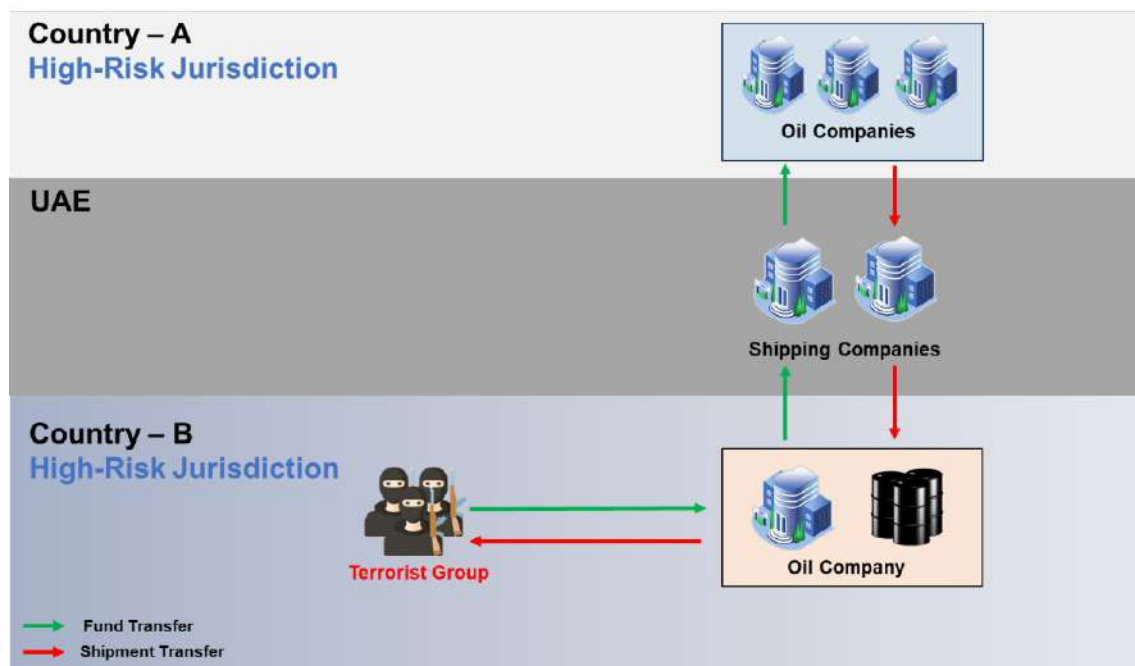 Country – A
High-Risk Jurisdiction
Oil Companies
UAE
Shipping Companies
Country – B
High-Risk Jurisdiction
Terrorist Group
Oil Company
Fund Transfer
Shipment Transfer